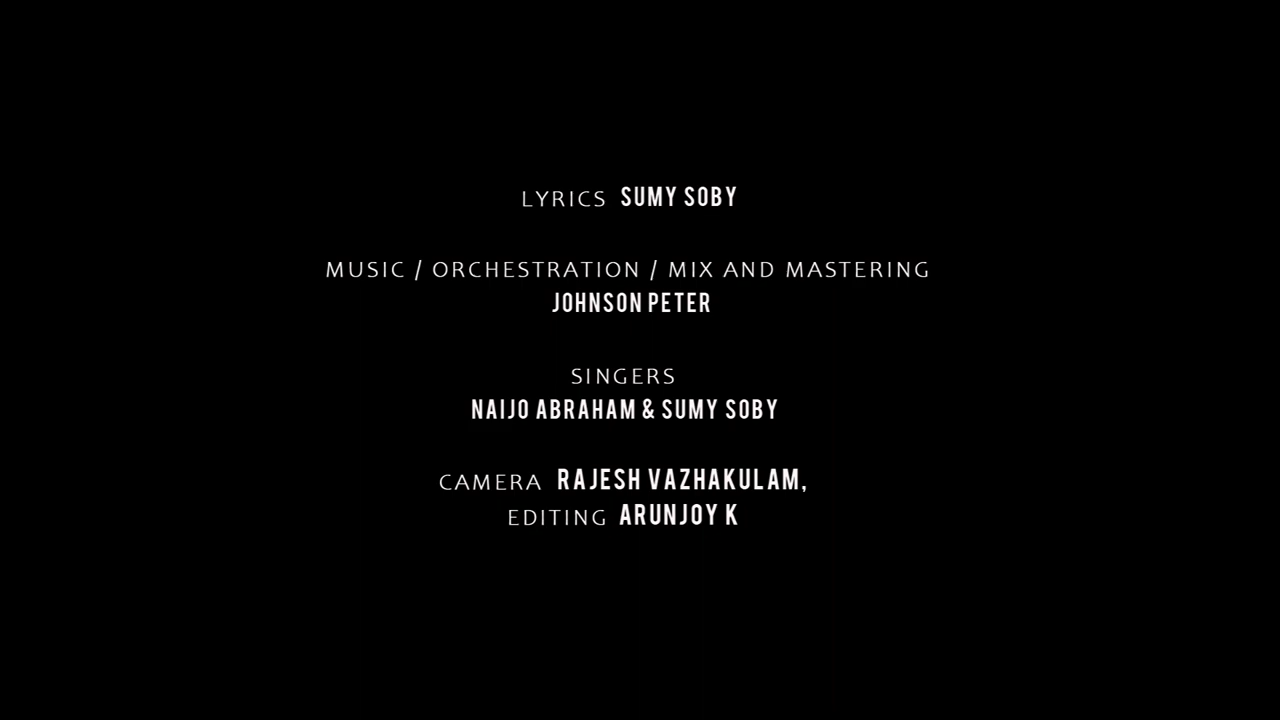 LYRICS SUMY SOBY
MUSIC / ORCHESTRATION / MIX AND MASTERING
JOHNSON PETER
SINGERS
NAIJO ABRAHAM & SUMY SOBY
CAMERA RAJESH VAZHAKULAM,
EDITING ARUNJOY K